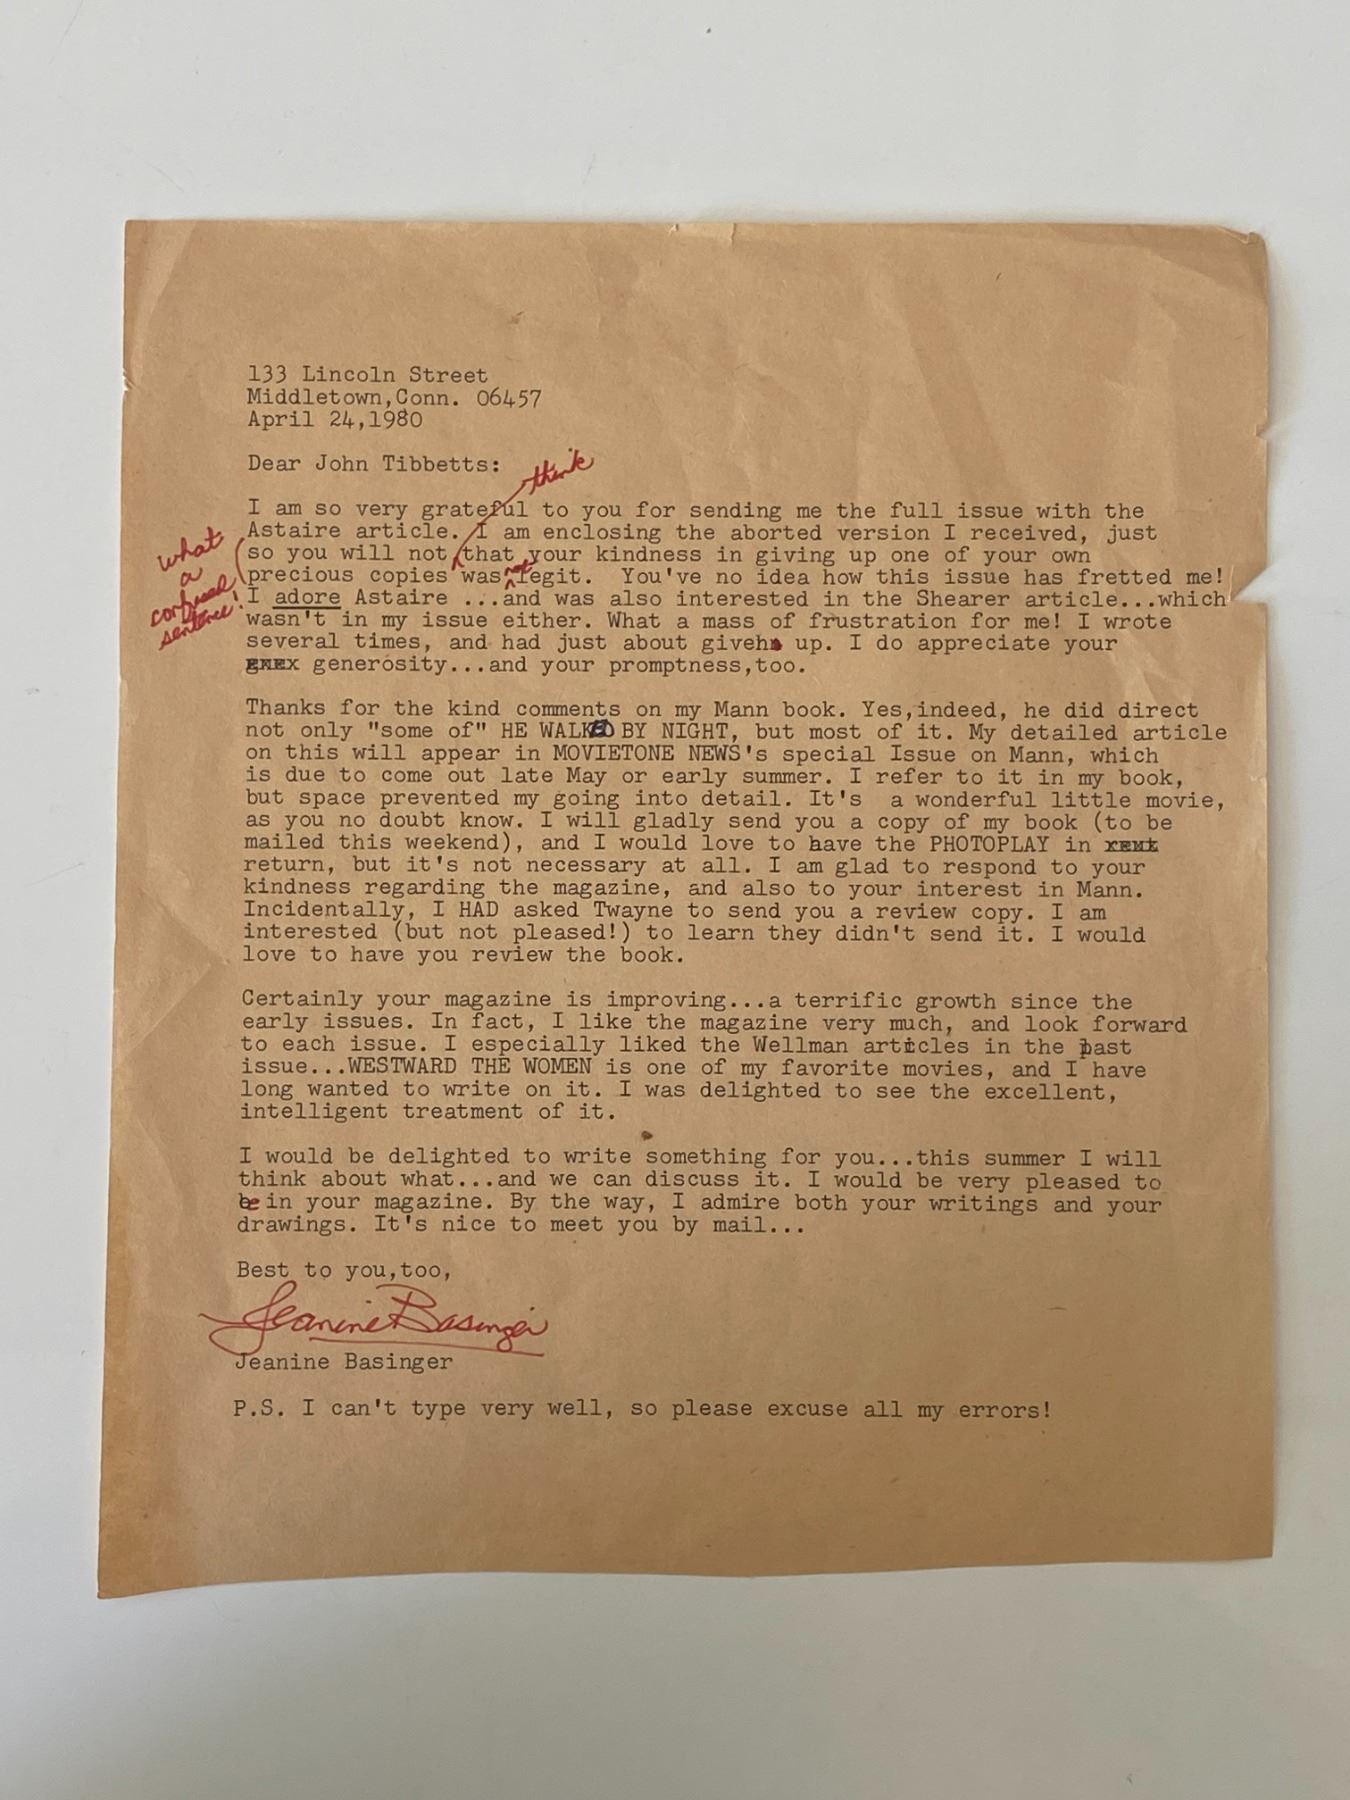 133 Lincoln Street
Middletown,Conn. 06457
April 24,1980
Dear John Tibbetts:
think
I am so very grateful to you for sending me the full issue with the
Astaire article. I am enclosing the aborted version I received, just
so you will not that your kindness in giving up one of your own
not
precious copies was legit.  You've no idea how this issue has fretted me!
what
a
confused
sentence!
I adore Astaire ...and was also interested in the Shearer article...which
wasn't in my issue either. What a mass of frustration for me! I wrote
several times, and had just about given up. I do appreciate your
generosity...and your promptness,too.
Thanks for the kind comments on my Mann book. Yes,indeed, he did direct
not only "some of" HE WALKED BY NIGHT, but most of it. My detailed article
on this will appear in MOVIETONE NEWS's special Issue on Mann, which
is due to come out late May or early summer. I refer to it in my book,
but space prevented my going into detail. It's  a wonderful little movie,
as you no doubt know. I will gladly send you a copy of my book (to be
mailed this weekend), and I would love to have the PHOTOPLAY in
return, but it's not necessary at all. I am glad to respond to your
kindness regarding the magazine, and also to your interest in Mann.
Incidentally, I HAD asked Twayne to send you a review copy. I am
interested (but not pleased!) to learn they didn't send it. I would
love to have you review the book.
Certainly your magazine is improving...a terrific growth since the
early issues. In fact, I like the magazine very much, and look forward
to each issue. I especially liked the Wellman articles in the past
issue...WESTWARD THE WOMEN is one of my favorite movies, and I have
long wanted to write on it. I was delighted to see the excellent,
intelligent treatment of it.
I would be delighted to write something for you...this summer I will
think about what...and we can discuss it. I would be very pleased to
be in your magazine. By the way, I admire both your writings and your
drawings. It's nice to meet you by mail...
Best to you,too,
Jeanine Basinger
Jeanine Basinger
P.S. I can't type very well, so please excuse all my errors!